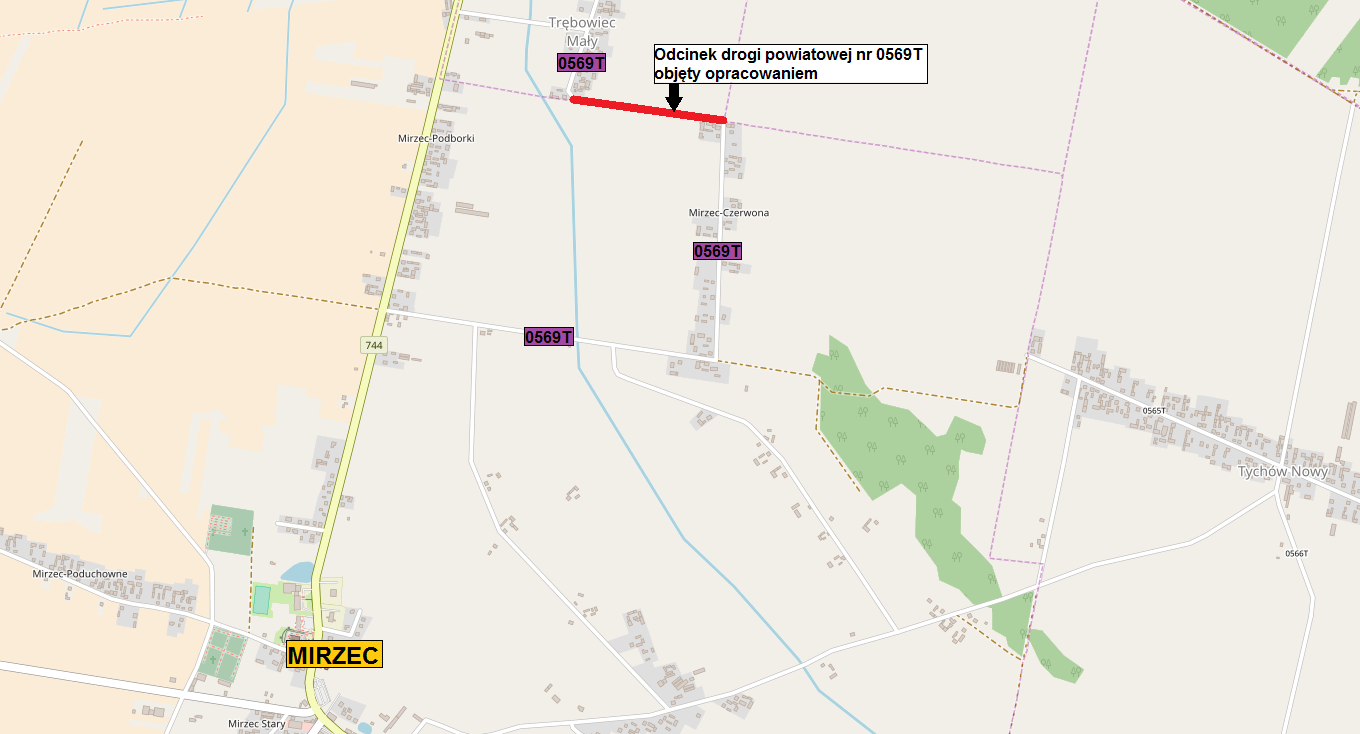 Trębowiec
Mały
0569T
Odcinek drogi powiatowej nr 0569T
objęty opracowaniem
Mirzec-Podborki
Mirzec-Czerwona
0569T
0569T
744
0565T
Tychów Nowy
0566T
Mirzec-Poduchowne
MIRZEC
Mirzec Stary